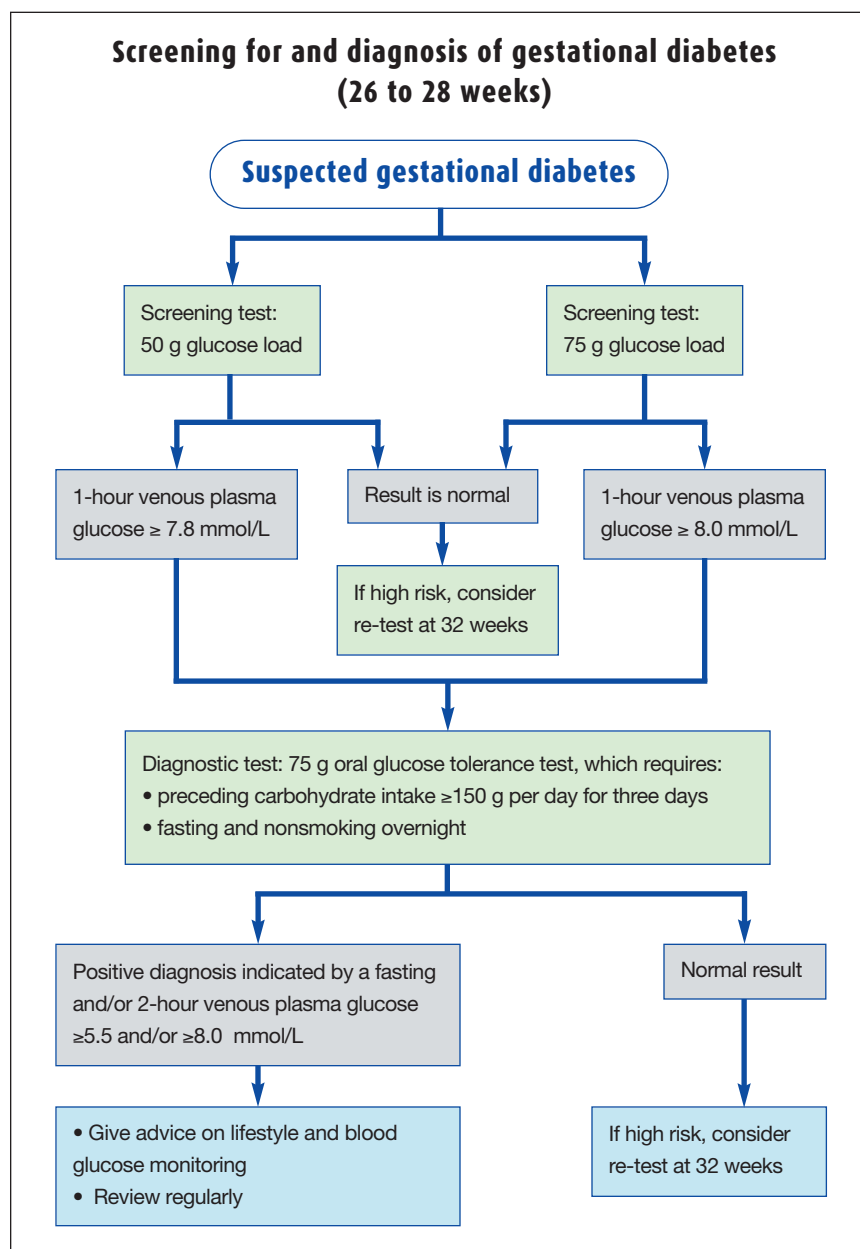 Screening for and diagnosis of gestational diabetes
(26 to 28 weeks)
Suspected gestational diabetes
Screening test:
50 g glucose load
Screening test:
75 g glucose load
1-hour venous plasma
glucose ≥ 7.8 mmol/L
Result is normal
1-hour venous plasma
glucose ≥ 8.0 mmol/L
If high risk, consider
re-test at 32 weeks
Diagnostic test: 75 g oral glucose tolerance test, which requires:
• preceding carbohydrate intake ≥150 g per day for three days
• fasting and nonsmoking overnight
Positive diagnosis indicated by a fasting
and/or 2-hour venous plasma glucose
≥5.5 and/or ≥8.0 mmol/L
Normal result
• Give advice on lifestyle and blood
glucose monitoring
• Review regularly
If high risk, consider
re-test at 32 weeks